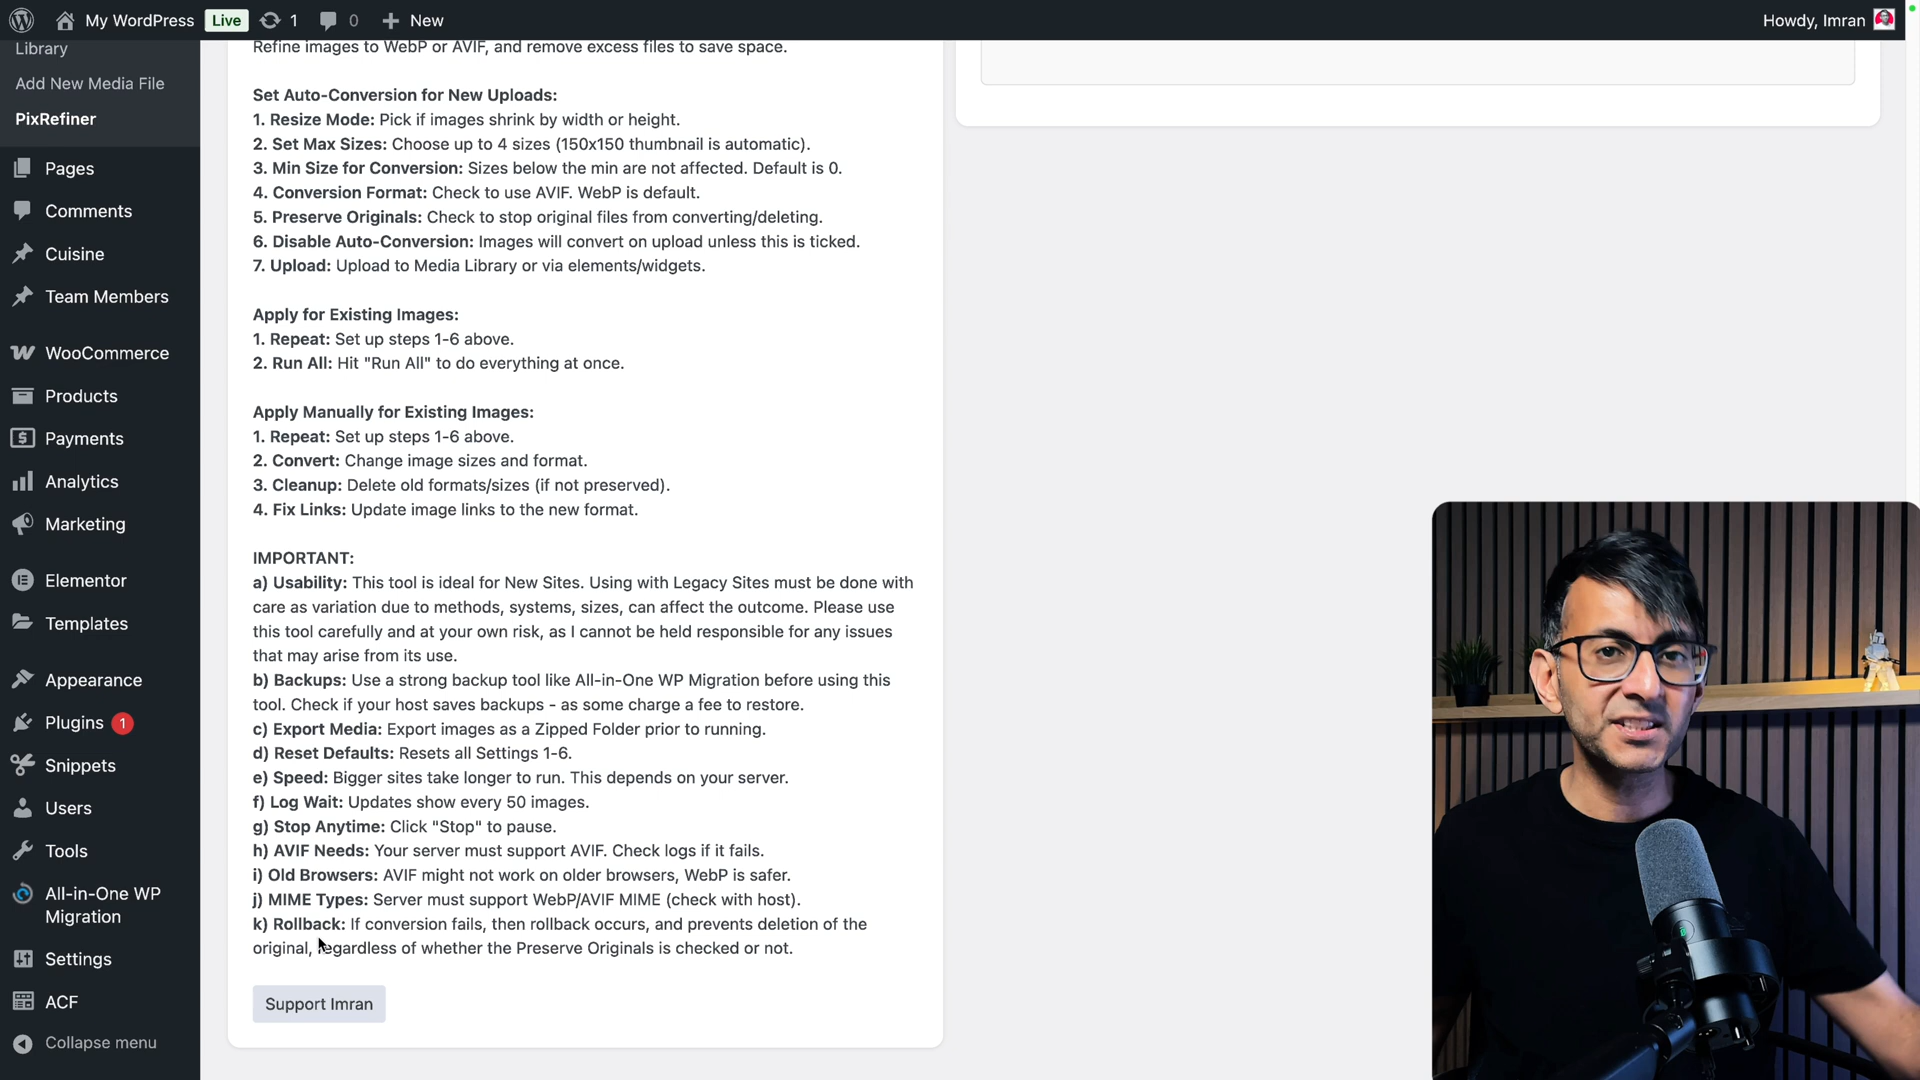 My WordPress
Live
1
0
New
Howdy, Imran
Library
Add New Media File
PixRefiner
Pages
Comments
Cuisine
Team Members
WooCommerce
Products
Payments
Analytics
Marketing
Elementor
Templates
Appearance
Plugins 1
Snippets
Users
Tools
All-in-One WP
Migration
Settings
ACF
Collapse menu
Refine images to WebP or AVIF, and remove excess files to save space.
Set Auto-Conversion for New Uploads:
1. Resize Mode: Pick if images shrink by width or height.
2. Set Max Sizes: Choose up to 4 sizes (150x150 thumbnail is automatic).
3. Min Size for Conversion: Sizes below the min are not affected. Default is 0.
4. Conversion Format: Check to use AVIF. WebP is default.
5. Preserve Originals: Check to stop original files from converting/deleting.
6. Disable Auto-Conversion: Images will convert on upload unless this is ticked.
7. Upload: Upload to Media Library or via elements/widgets.
Apply for Existing Images:
1. Repeat: Set up steps 1-6 above.
2. Run All: Hit "Run All" to do everything at once.
Apply Manually for Existing Images:
1. Repeat: Set up steps 1-6 above.
2. Convert: Change image sizes and format.
3. Cleanup: Delete old formats/sizes (if not preserved).
4. Fix Links: Update image links to the new format.
IMPORTANT:
a) Usability: This tool is ideal for New Sites. Using with Legacy Sites must be done with
care as variation due to methods, systems, sizes, can affect the outcome. Please use
this tool carefully and at your own risk, as I cannot be held responsible for any issues
that may arise from its use.
b) Backups: Use a strong backup tool like All-in-One WP Migration before using this
tool. Check if your host saves backups - as some charge a fee to restore.
c) Export Media: Export images as a Zipped Folder prior to running.
d) Reset Defaults: Resets all Settings 1-6.
e) Speed: Bigger sites take longer to run. This depends on your server.
f) Log Wait: Updates show every 50 images.
g) Stop Anytime: Click "Stop" to pause.
h) AVIF Needs: Your server must support AVIF. Check logs if it fails.
i) Old Browsers: AVIF might not work on older browsers, WebP is safer.
j) MIME Types: Server must support WebP/AVIF MIME (check with host).
k) Rollback: If conversion fails, then rollback occurs, and prevents deletion of the
original, regardless of whether the Preserve Originals is checked or not.
Support Imran